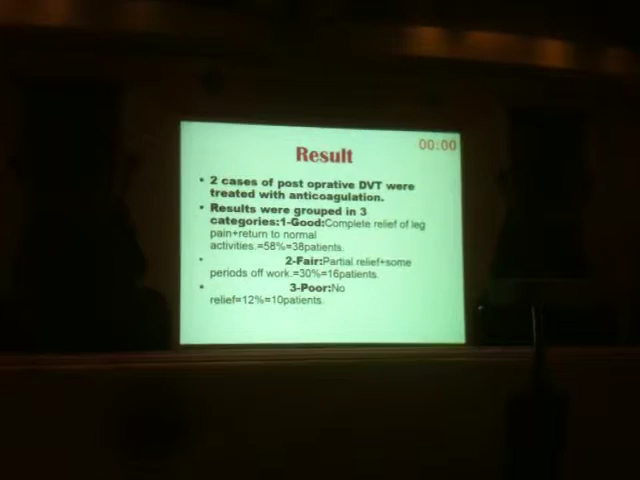 00:00
Result
• 2 cases of post oprative DVT were
treated with anticoagulation.
• Results were grouped in 3
categories:1-Good:Complete relief of leg
pain+return to normal
activities.=58%=38patients.
• 2-Fair:Partial relief+some
periods off work.=30%=16patients.
• 3-Poor:No
relief=12%=10patients.